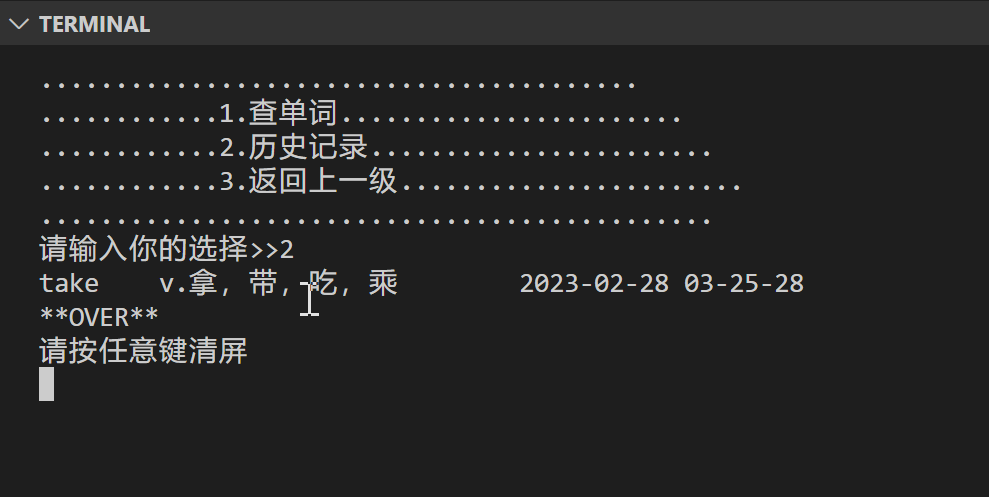 TERMINAL
........................................
............1.查单词.......................
............2.历史记录.......................
............3.返回上一级.......................
.............................................
请输入你的选择>>2
take    v.拿, 带, 吃, 乘        2023-02-28 03-25-28
**OVER**
请按任意键清屏